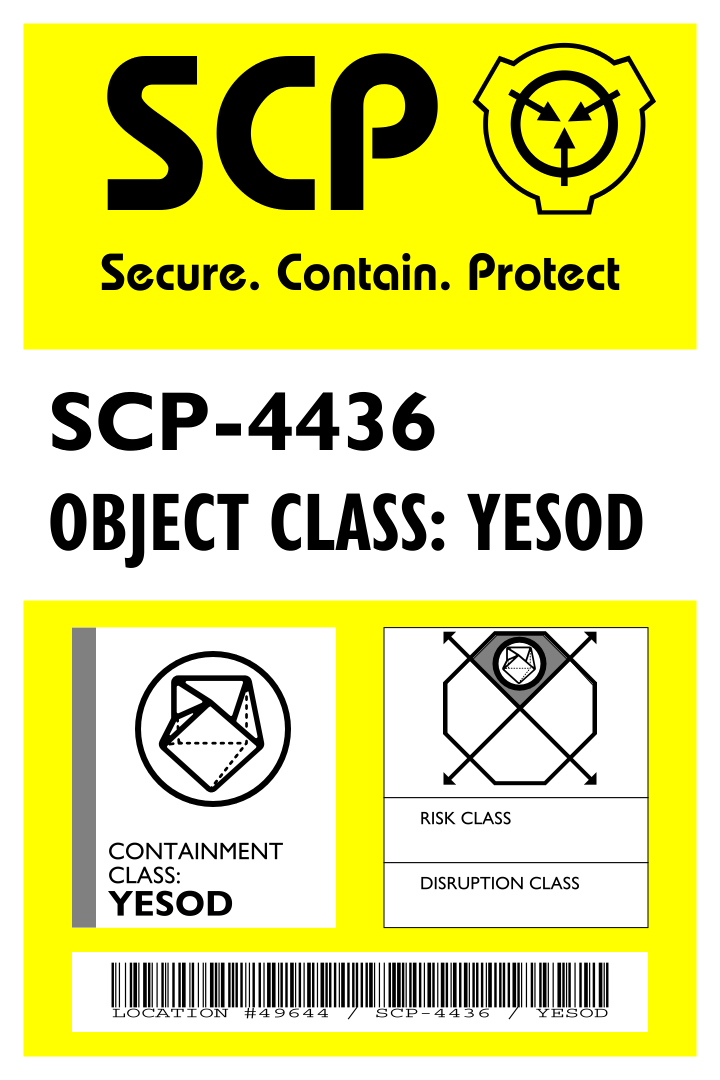 SCP
Secure. Contain. Protect
SCP-4436
OBJECT CLASS: YESOD
CONTAINMENT
CLASS:
YESOD
RISK CLASS
DISRUPTION CLASS
LOCATION #49644 / SCP-4436 / YESOD